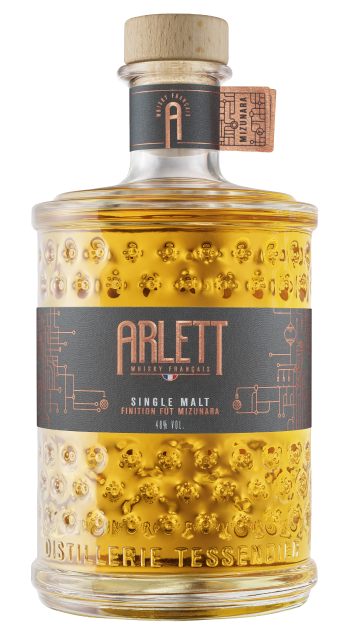 WHISKY FRANÇAIS
A
MIZUNARA
ARLETT
WHISKY FRANÇAIS
SINGLE MALT
FINITION FÛT MIZUNARA
40% VOL.
DISTILLERIE TESSENDIER